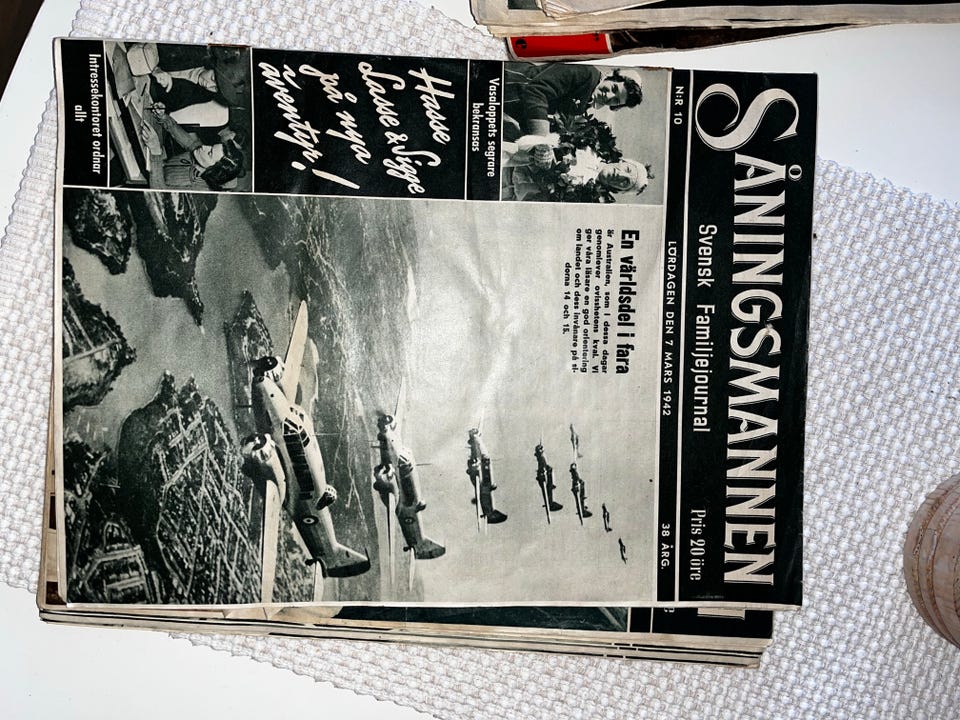 SÅNINGSMANNEN
Svensk Familjejournal
Pris 20 öre
N:R 10
LÖRDAGEN DEN 7 MARS 1942
38 ÅRG.
Vasaloppets segrare
bekransas
Hasse
Lasse & Sigge
på nya
äventyr!
Intressekontoret ordnar
allt
En världsdel i fara
är Australien, som i dessa dagar
genomlever ovisshetens kval. Vi
ger våra läsare en god orientering
om landet och dess invånare på si-
dorna 14 och 15.